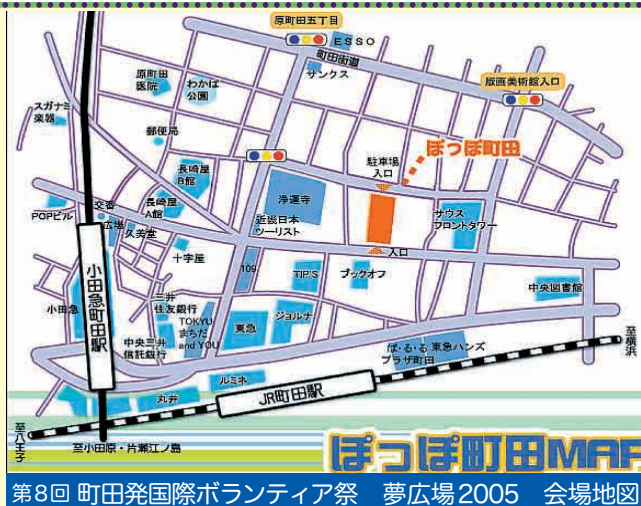 原町田五丁目
ESSO
町田街道
サンクス
版画美術館入口
原町田
医院
わかば
公園
スガナミ
楽器
郵便局
長崎屋
B館
長崎屋
A館
駐車場
入口
ぽっぽ町田
浄運寺
近畿日本
ツーリスト
サウス
フロントタワー
POPビル
交番
広場
久美堂
十字屋
109
入口
TIP'S
ブックオフ
中央図書館
小田急
小田急町田駅
三井
住友銀行
TOKYU
まちだ
and YOU
中央三井
信託銀行
東急
ジョルナ
ぱ・る・る
プラザ町田
東急ハンズ
至横浜
ルミネ
丸井
JR町田駅
至八王子
至小田原・片瀬江ノ島
ぽっぽ町田MAP
第8回 町田発国際ボランティア祭 夢広場2005 会場地図